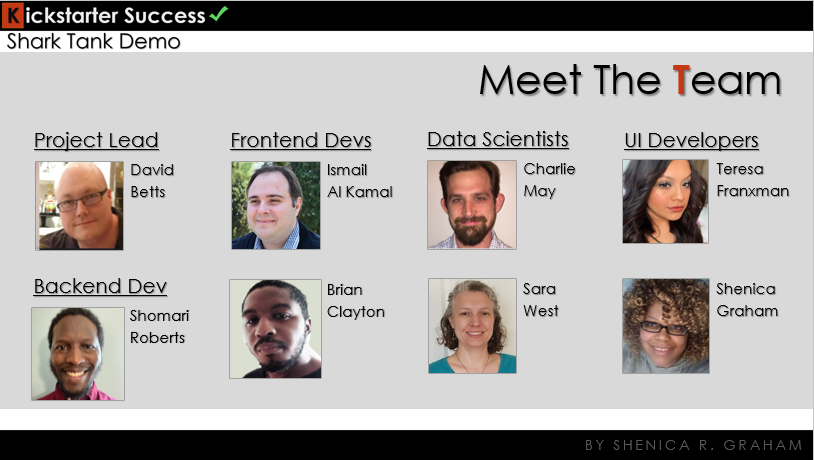 Kickstarter Success
Shark Tank Demo
Meet The Team
Project Lead
David
Betts
Frontend Devs
Ismail
Al Kamal
Data Scientists
Charlie
May
UI Developers
Teresa
Franxman
Backend Dev
Shomari
Roberts
Brian
Clayton
Sara
West
Shenica
Graham
BY SHENICA R. GRAHAM